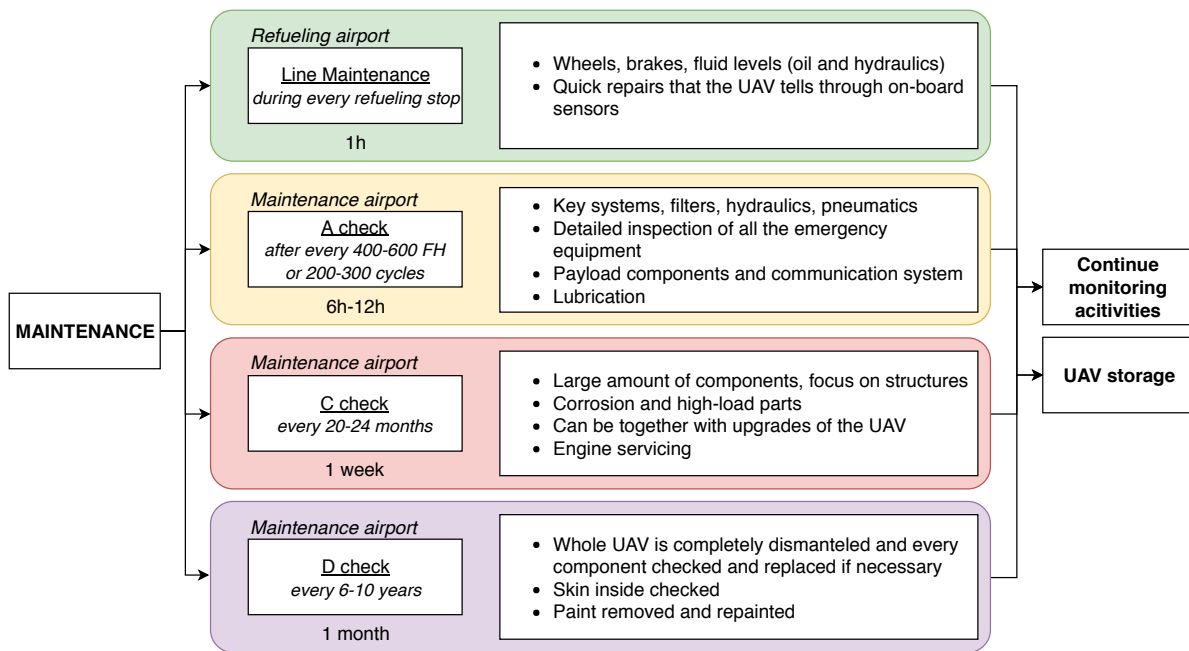 MAINTENANCE
Refueling airport
Line Maintenance
during every refueling stop
1h
• Wheels, brakes, fluid levels (oil and hydraulics)
• Quick repairs that the UAV tells through on-board
sensors
Maintenance airport
A check
after every 400-600 FH
or 200-300 cycles
6h-12h
• Key systems, filters, hydraulics, pneumatics
• Detailed inspection of all the emergency
equipment
• Payload components and communication system
• Lubrication
Maintenance airport
C check
every 20-24 months
1 week
• Large amount of components, focus on structures
• Corrosion and high-load parts
• Can be together with upgrades of the UAV
• Engine servicing
Maintenance airport
D check
every 6-10 years
1 month
• Whole UAV is completely dismanteled and every
component checked and replaced if necessary
• Skin inside checked
• Paint removed and repainted
Continue
monitoring
acitivities
UAV storage